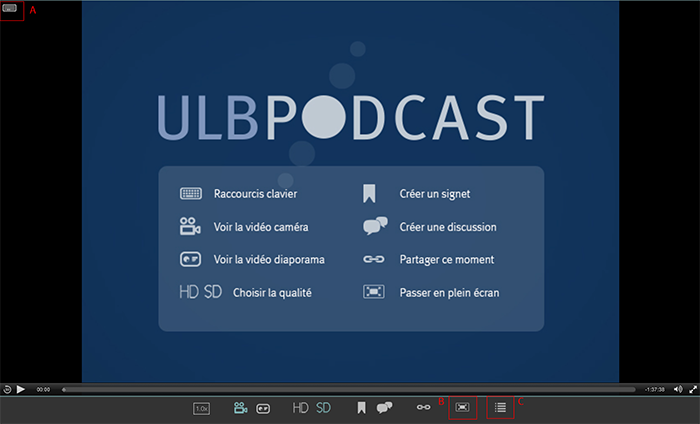 A
ULBPODCAST
Raccourcis clavier
Créer un signet
Voir la vidéo caméra
Créer une discussion
Voir la vidéo diaporama
Partager ce moment
HD SD Choisir la qualité
Passer en plein écran
00:00
-1:37:38
1.0x
HD SD
B
C